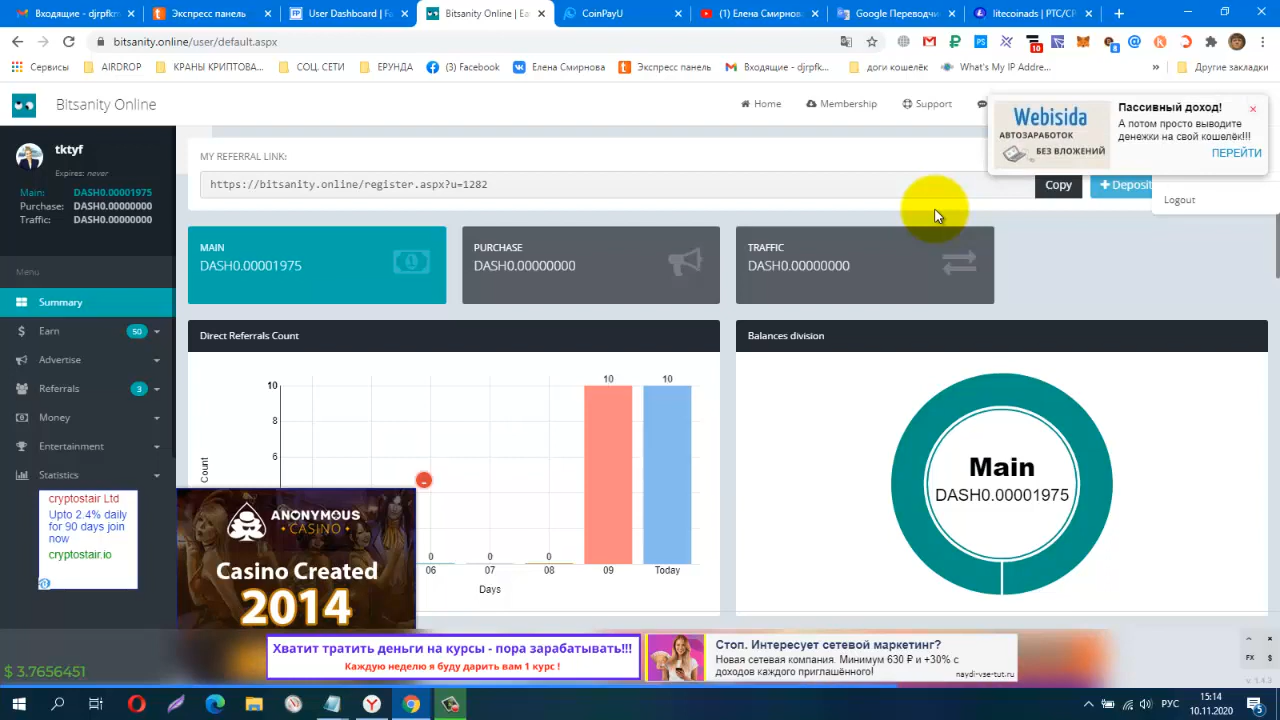 Входящие - djrpfk
Экспресс панель
User Dashboard | Fo
Bitsanity Online | Ea
CoinPayU
Елена Смирнова
Google Переводчи
litecoinads | PTC/CP
bitsanity.online/user/default.aspx
10
8
Сервисы
AIRDROP
КРАНЫ КРИПТОВА...
СОЦ. СЕТИ
ЕРУНДА
(3) Facebook
Елена Смирнова
Экспресс панель
Входящие - djrpfk...
доги кошелёк
What's My IP Addre...
»
Другие закладки
Bitsanity Online
Home
Membership
Support
Webisida
АВТОЗАРАБОТОК
БЕЗ ВЛОЖЕНИЙ
Пассивный доход!
А потом просто выводите
денежки на свой кошелёк!!!
ПЕРЕЙТИ
tktyf
Expires: never
Main: DASH0.00001975
Purchase: DASH0.00000000
Traffic: DASH0.00000000
MY REFERRAL LINK:
https://bitsanity.online/register.aspx?u=1282
Copy
Deposit
Logout
MAIN
DASH0.00001975
PURCHASE
DASH0.00000000
TRAFFIC
DASH0.00000000
Menu
Summary
Earn 50
Advertise
Referrals 3
Money
Entertainment
Statistics
Direct Referrals Count
10
8
6
Count
10
10
0
0
0
06
07
08
09
Today
Days
Balances division
Main
DASH0.00001975
cryptostair Ltd
Upto 2.4% daily
for 90 days join
now
cryptostair.io
ANONYMOUS
CASINO
Casino Created
2014
Хватит тратить деньги на курсы - пора зарабатывать!!!
Каждую неделю я буду дарить вам 1 курс !
Стоп. Интересует сетевой маркетинг?
Новая сетевая компания. Минимум 630 ₽ и +30% с
доходов каждого приглашённого!
naydi-vse-tut.ru
$ 3.7656451
FX
$
v 1.4.3
РУС
15:14
10.11.2020